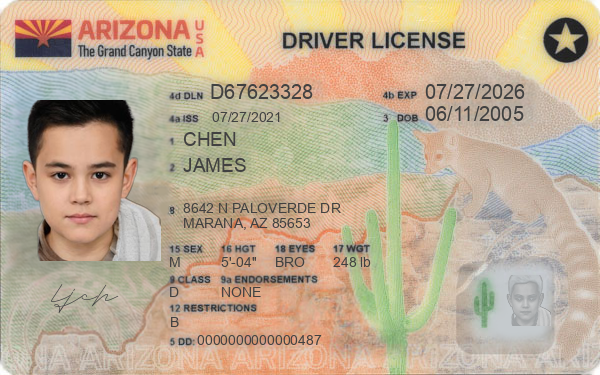 ARIZONA USA
The Grand Canyon State
DRIVER LICENSE
4d DLN D67623328 4b EXP 07/27/2026
4a ISS 07/27/2021 3 DOB 06/11/2005
1 CHEN
2 JAMES
8 8642 N PALOVERDE DR
MARANA, AZ 85653
15 SEX 16 HGT 18 EYES 17 WGT
M 5'-04" BRO 248 lb
9 CLASS 9a ENDORSEMENTS
D NONE
12 RESTRICTIONS
B
5 DD: 0000000000000487
ARIZONA ARIZONA ARIZONA ARIZONA